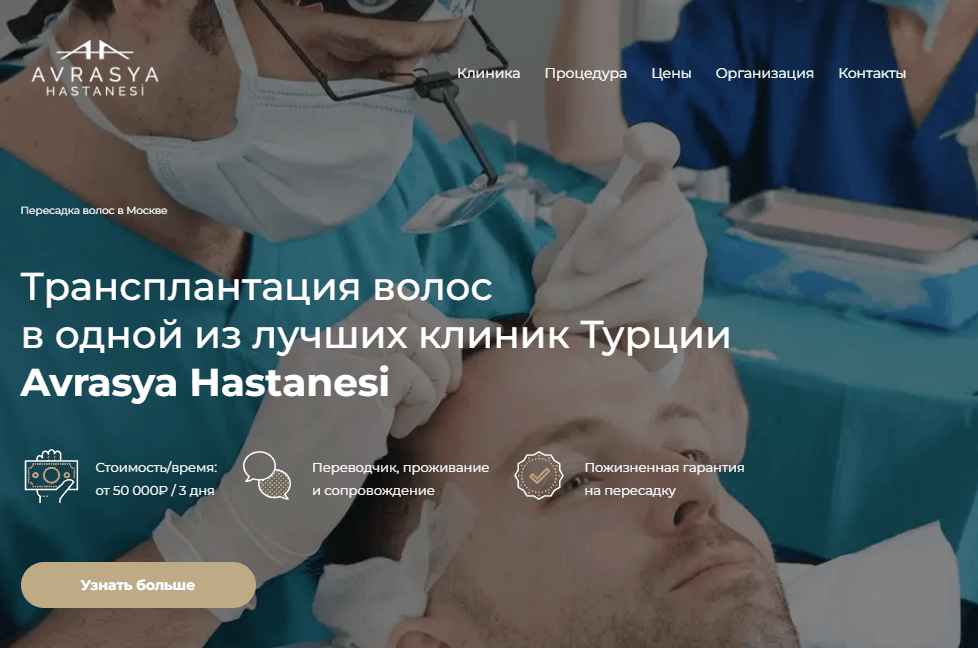 AVRASYA
HASTANESİ
Клиника Процедура Цены Организация Контакты
Пересадка волос в Москве
Трансплантация волос
в одной из лучших клиник Турции
Avrasya Hastanesi
Стоимость/время:
от 50 000₽ / 3 дня
Переводчик, проживание
и сопровождение
Пожизненная гарантия
на пересадку
Узнать больше